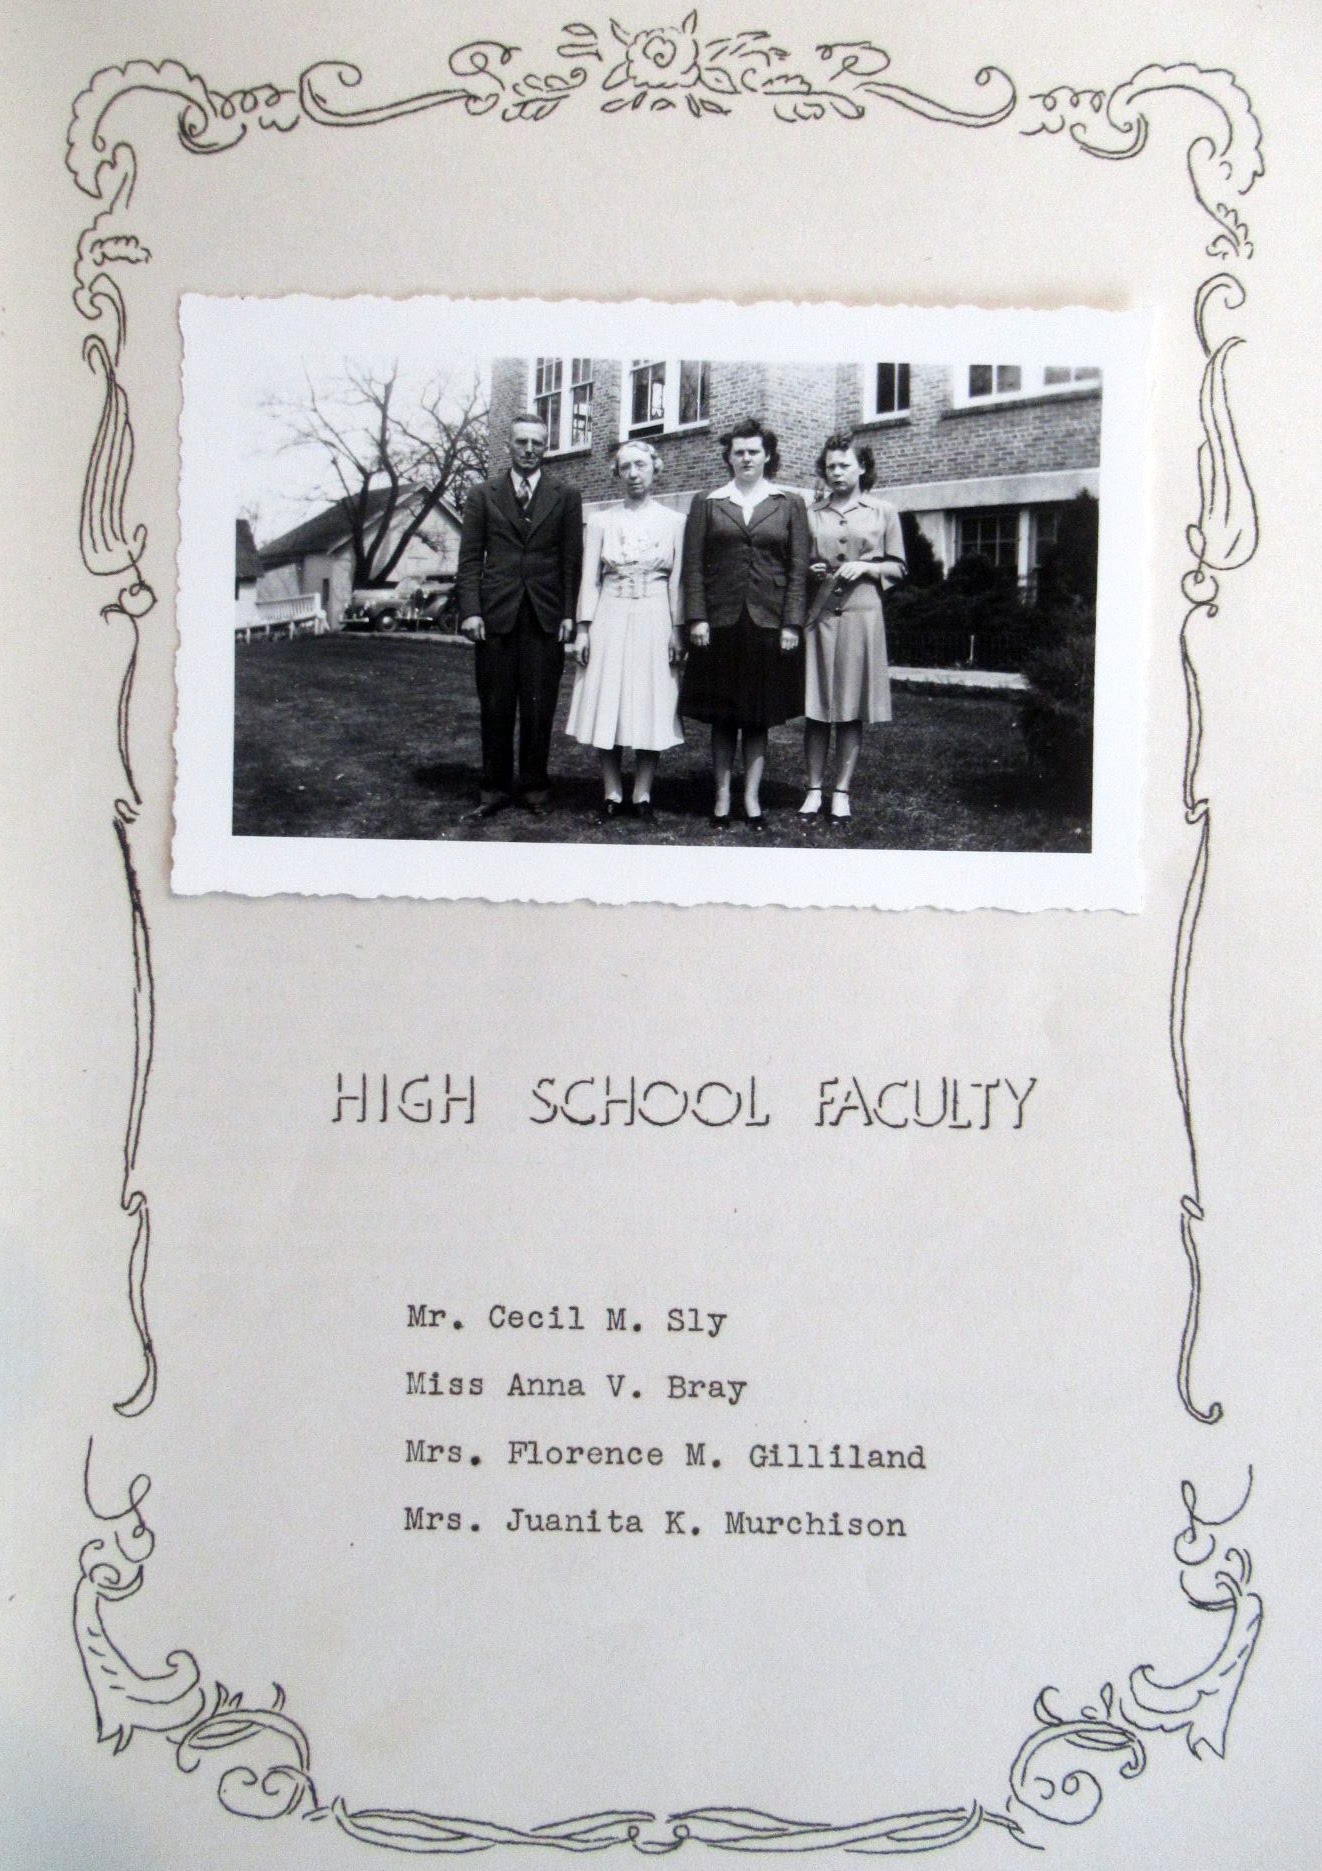 HIGH SCHOOL FACULTY
Mr. Cecil M. Sly
Miss Anna V. Bray
Mrs. Florence M. Gilliland
Mrs. Juanita K. Murchison